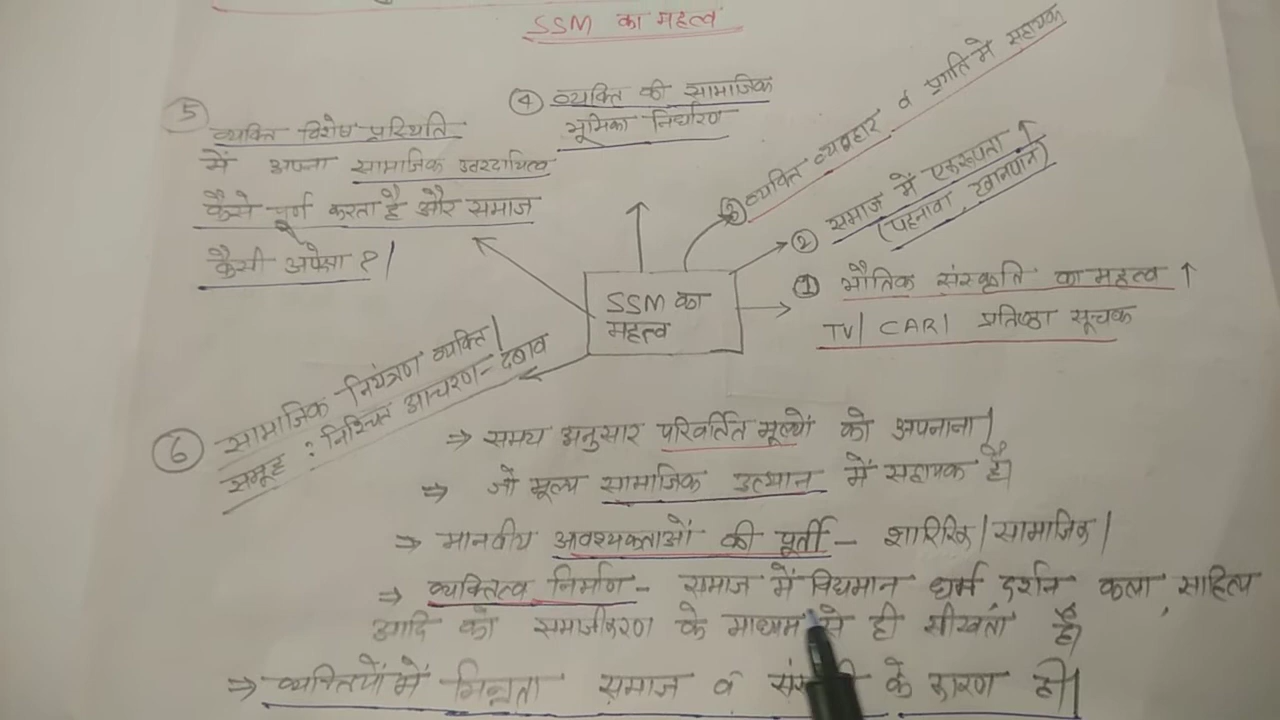 SSM का महत्व
⑤
व्यक्ति विशेष परिस्थति
में अपना सामाजिक उतरदायित्व
कैसे पूर्ण करता है और समाज
कैसी अपेक्षा ?|
④ व्यक्ति की सामाजिक
भूमिका निर्धारण
③ व्यक्ति व्यवहार व प्रगति मे सहायक
② समाज में एकरूपता ↑
(पहनावा, खानपान)
① भौतिक संस्कृति का महत्व ↑
TV| CAR| प्रतिष्ठा सूचक
SSM का
महत्व
⑥ सामाजिक नियंत्रण व्यक्ति|
समूह : निश्चित आचरण - दबाव
⇒ समय अनुसार परिवर्तित मूल्यों को अपनाना|
⇒ जो मूल्य सामाजिक उत्थान में सहायक है।
⇒ मानवीय आवश्यकताओं की पूर्ती - शारिरिक|सामाजिक|
⇒ व्यक्तित्व निर्माण - समाज में विद्यमान धर्म दर्शन कला, साहित्य
आदि को समाजीकरण के माध्यम से ही सीखता है।
⇒ व्यक्तियों में भिन्नता समाज व के कारण ही|